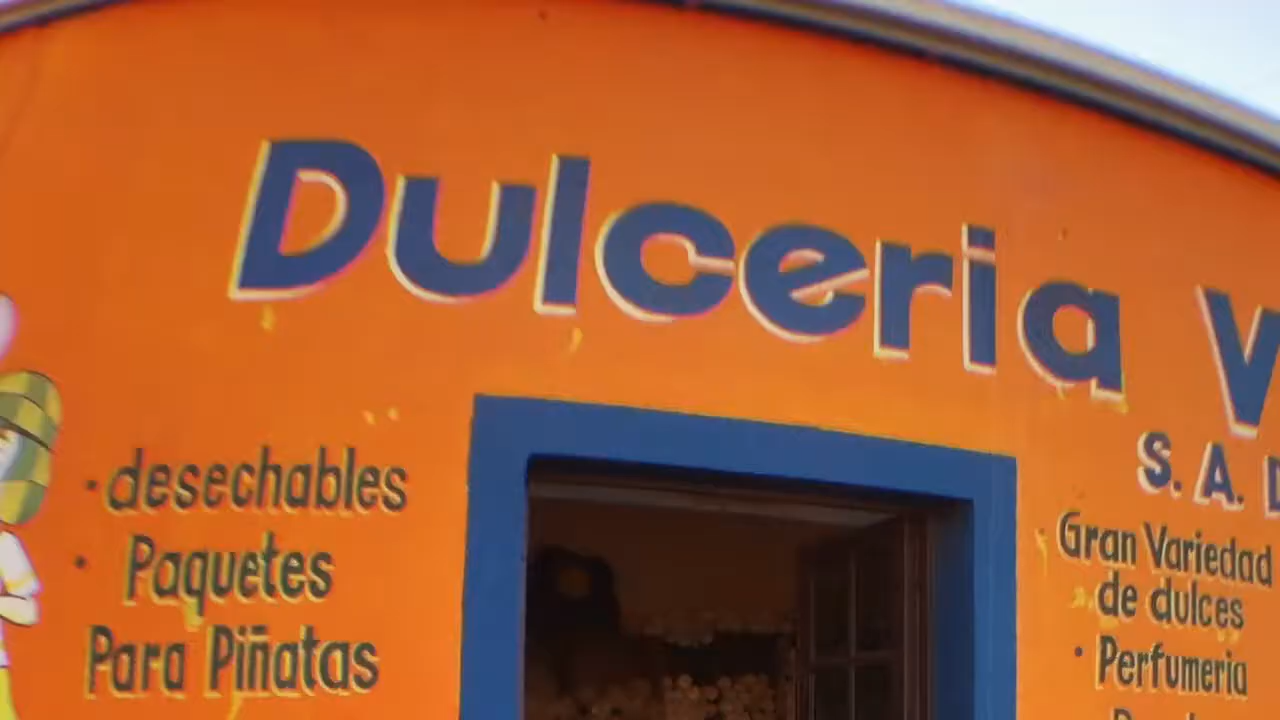 Dulceria
S. A.
· desechables
· Paquetes
Para Piñatas
Gran Variedad
de dulces
· Perfumeria